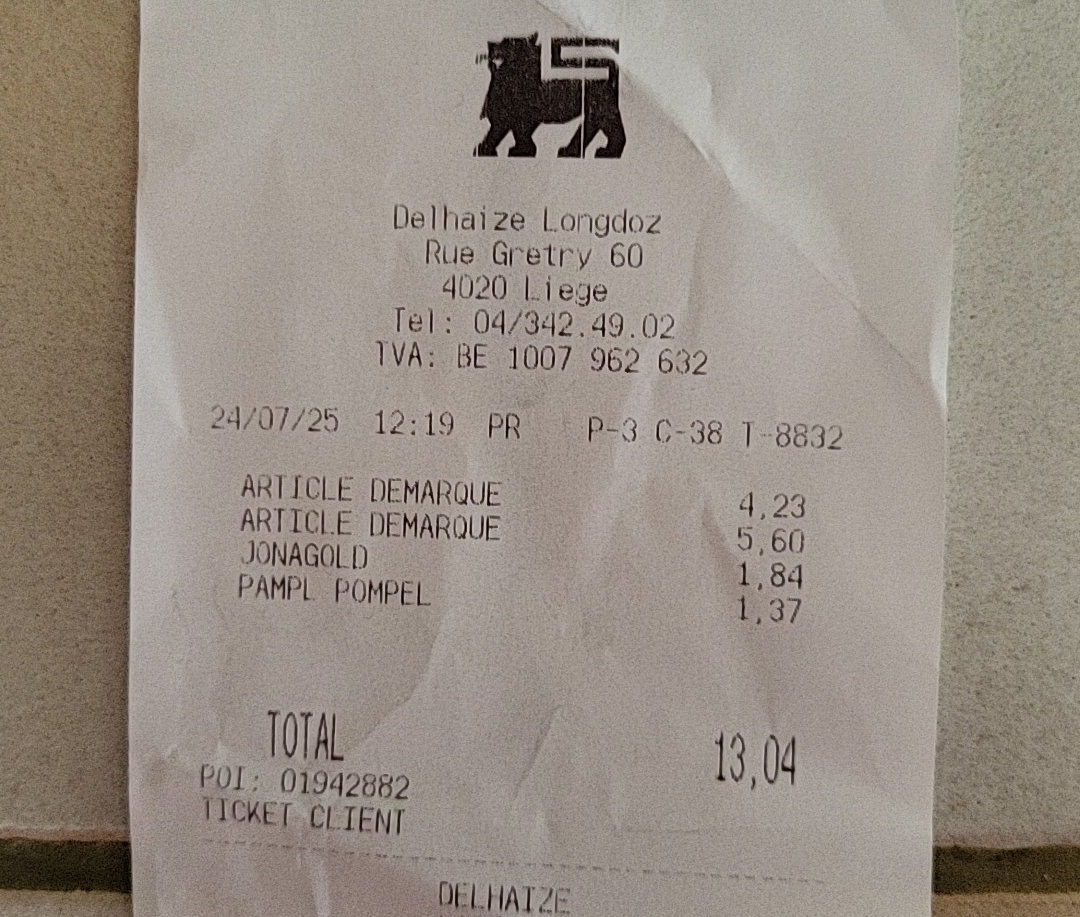 Delhaize Longdoz
Rue Gretry 60
4020 Liege
Tel: 04/342.49.02
TVA: BE 1007 962 632
24/07/25 12:19 PR P-3 C-38 T-8832
ARTICLE DEMARQUE 4,23
ARTICLE DEMARQUE 5,60
JONAGOLD 1,84
PAMPL POMPEL 1,37
TOTAL 13,04
POI: 01942882
TICKET CLIENT
DELHAIZE